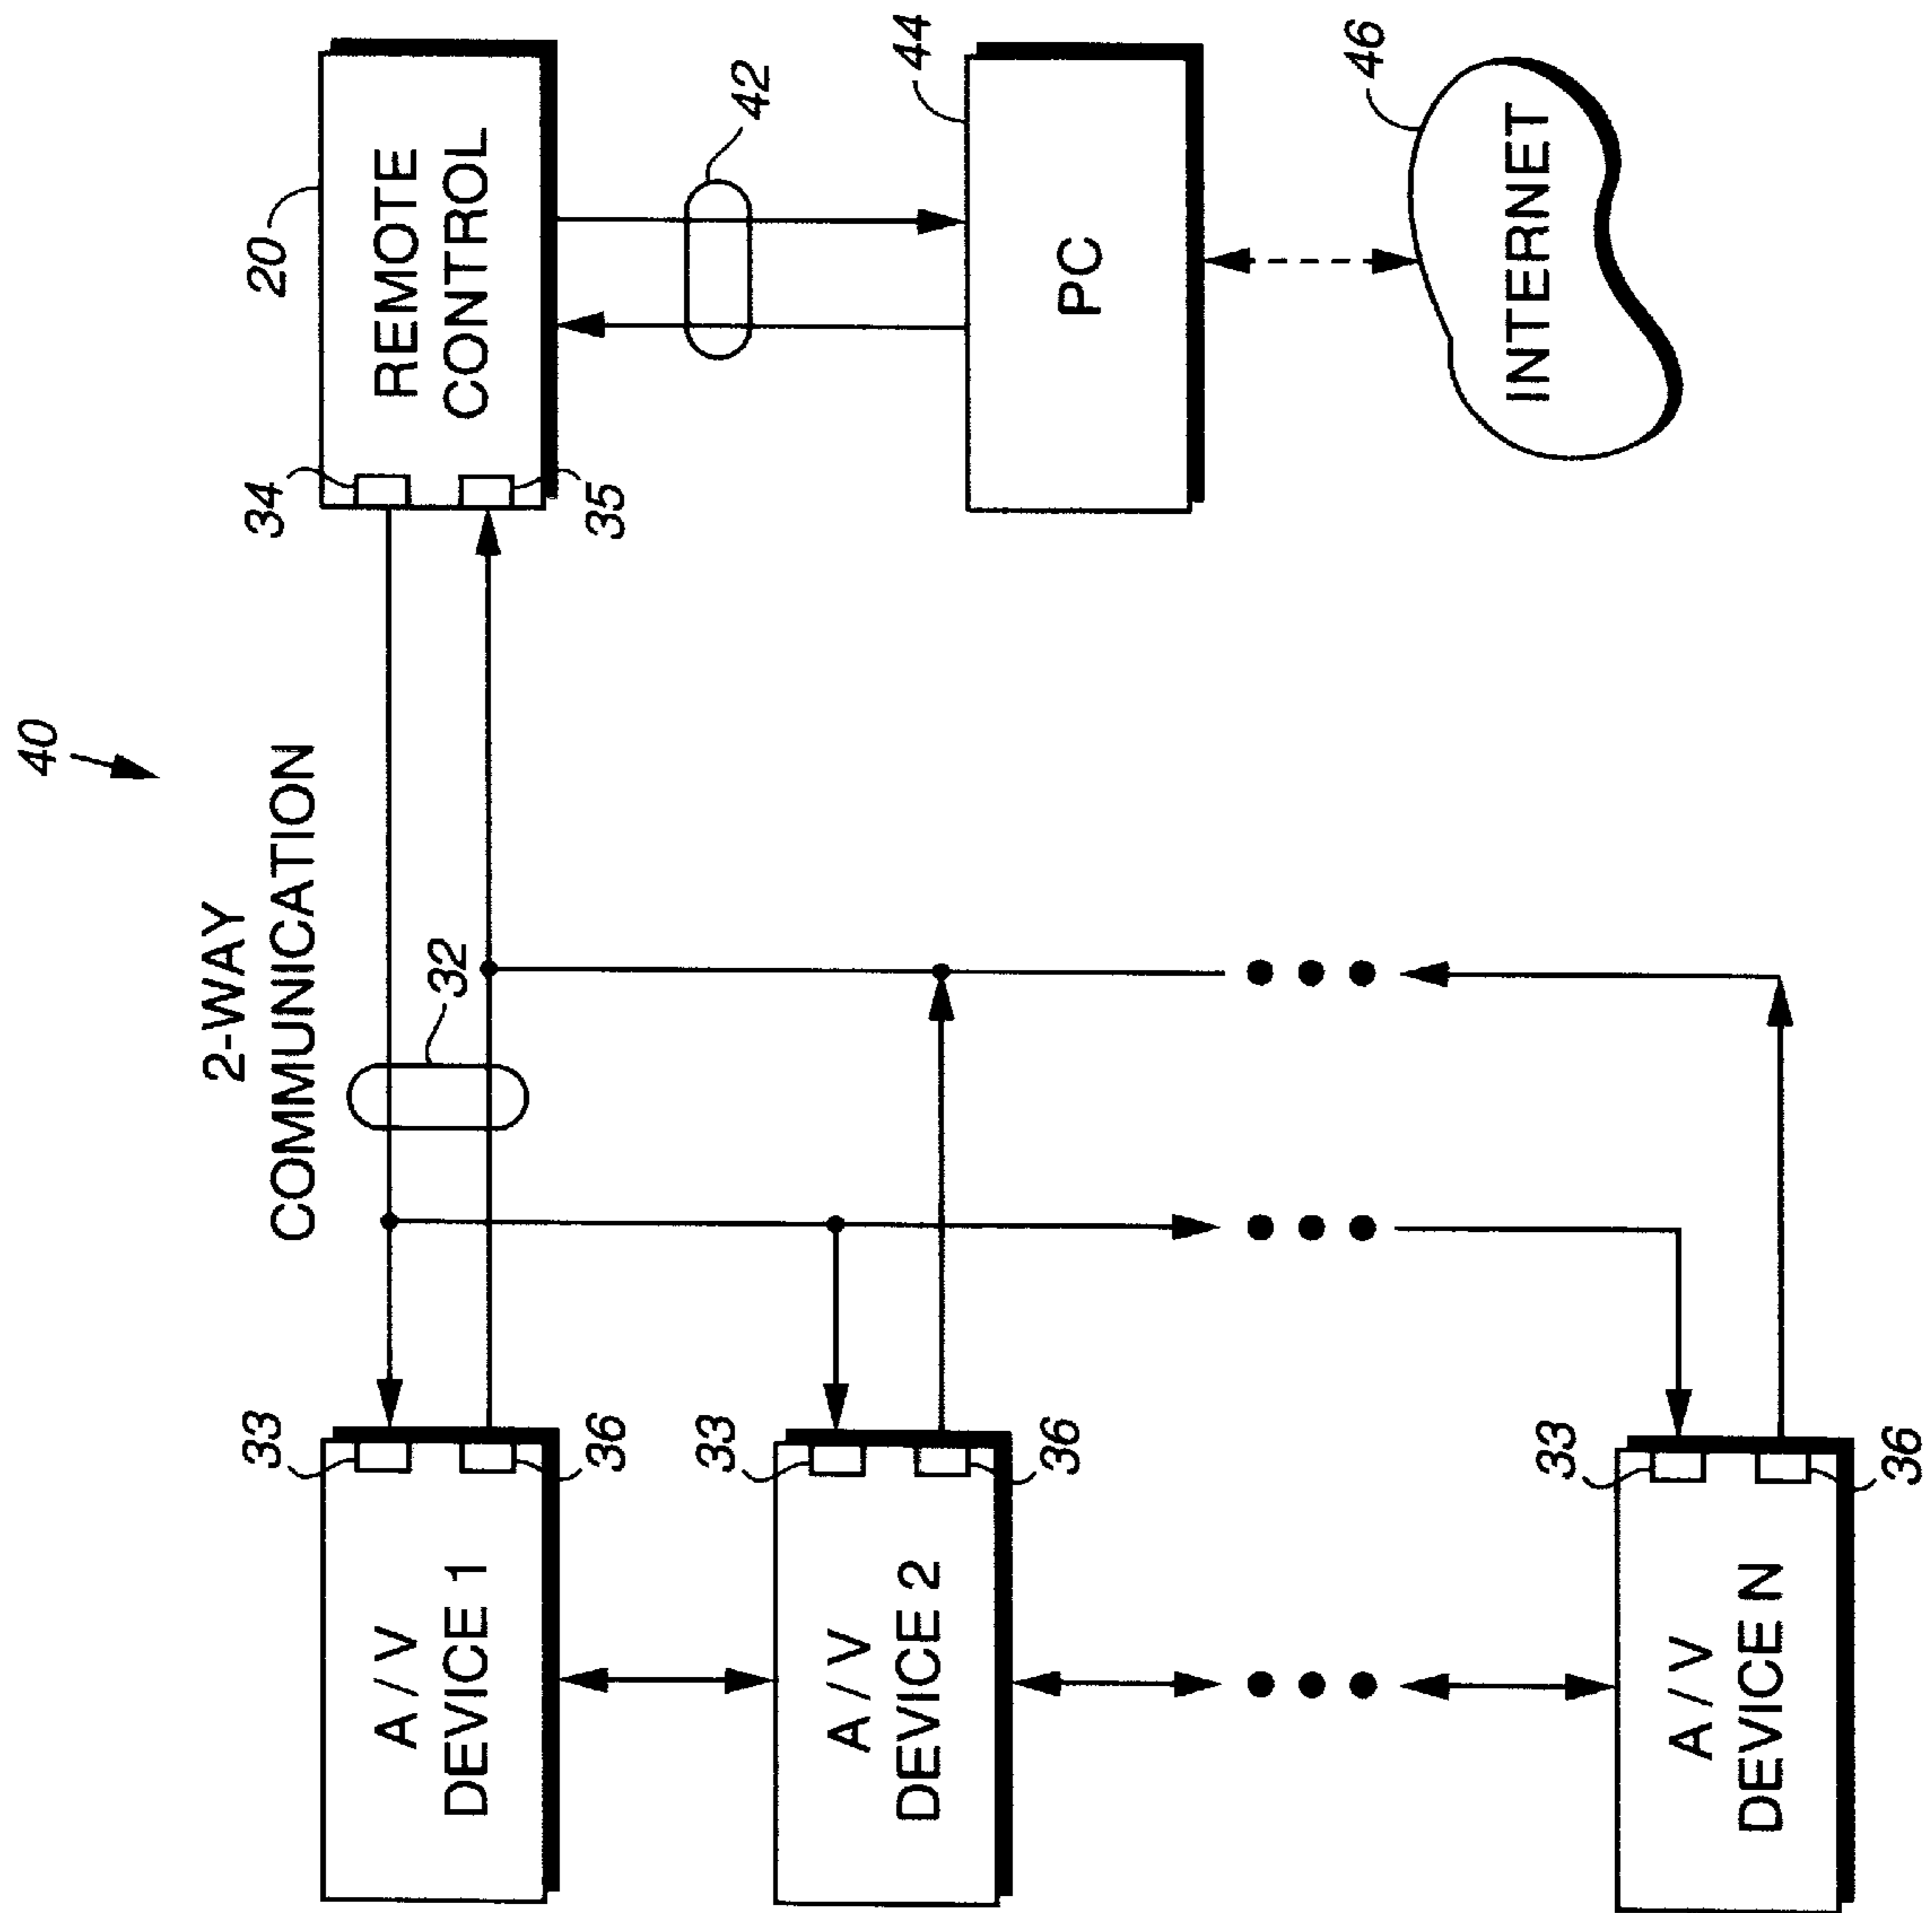 40
2-WAY
COMMUNICATION
33
34
20
A/V
DEVICE 1
32
REMOTE
CONTROL
36
35
33
42
A/V
DEVICE 2
44
36
PC
46
INTERNET
33
A/V
DEVICE N
36